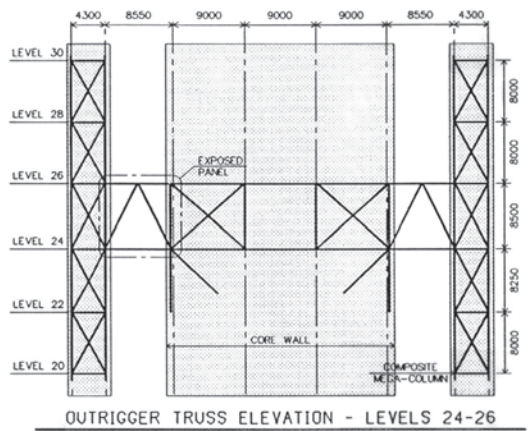 4300 8550 9000 9000 9000 8550 4300
LEVEL 30
LEVEL 28
LEVEL 26
LEVEL 24
LEVEL 22
LEVEL 20
EXPOSED
PANEL
8000
8000
8500
8250
8000
CORE WALL
COMPOSITE
MEGA-COLUMN
OUTRIGGER TRUSS ELEVATION - LEVELS 24-26